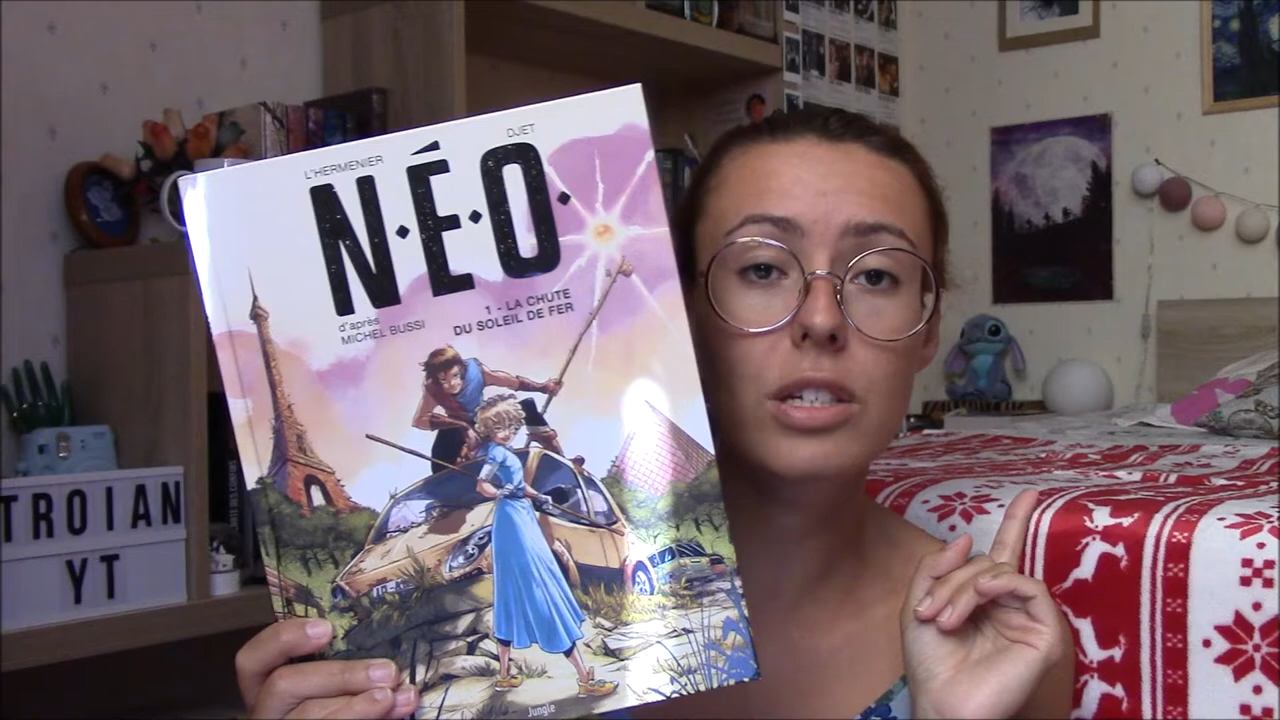 L'HERMENIER
DJET
N·É·O·
d'après
MICHEL BUSSI
1 - LA CHUTE
DU SOLEIL DE FER
Jungle
TROIAN
YT